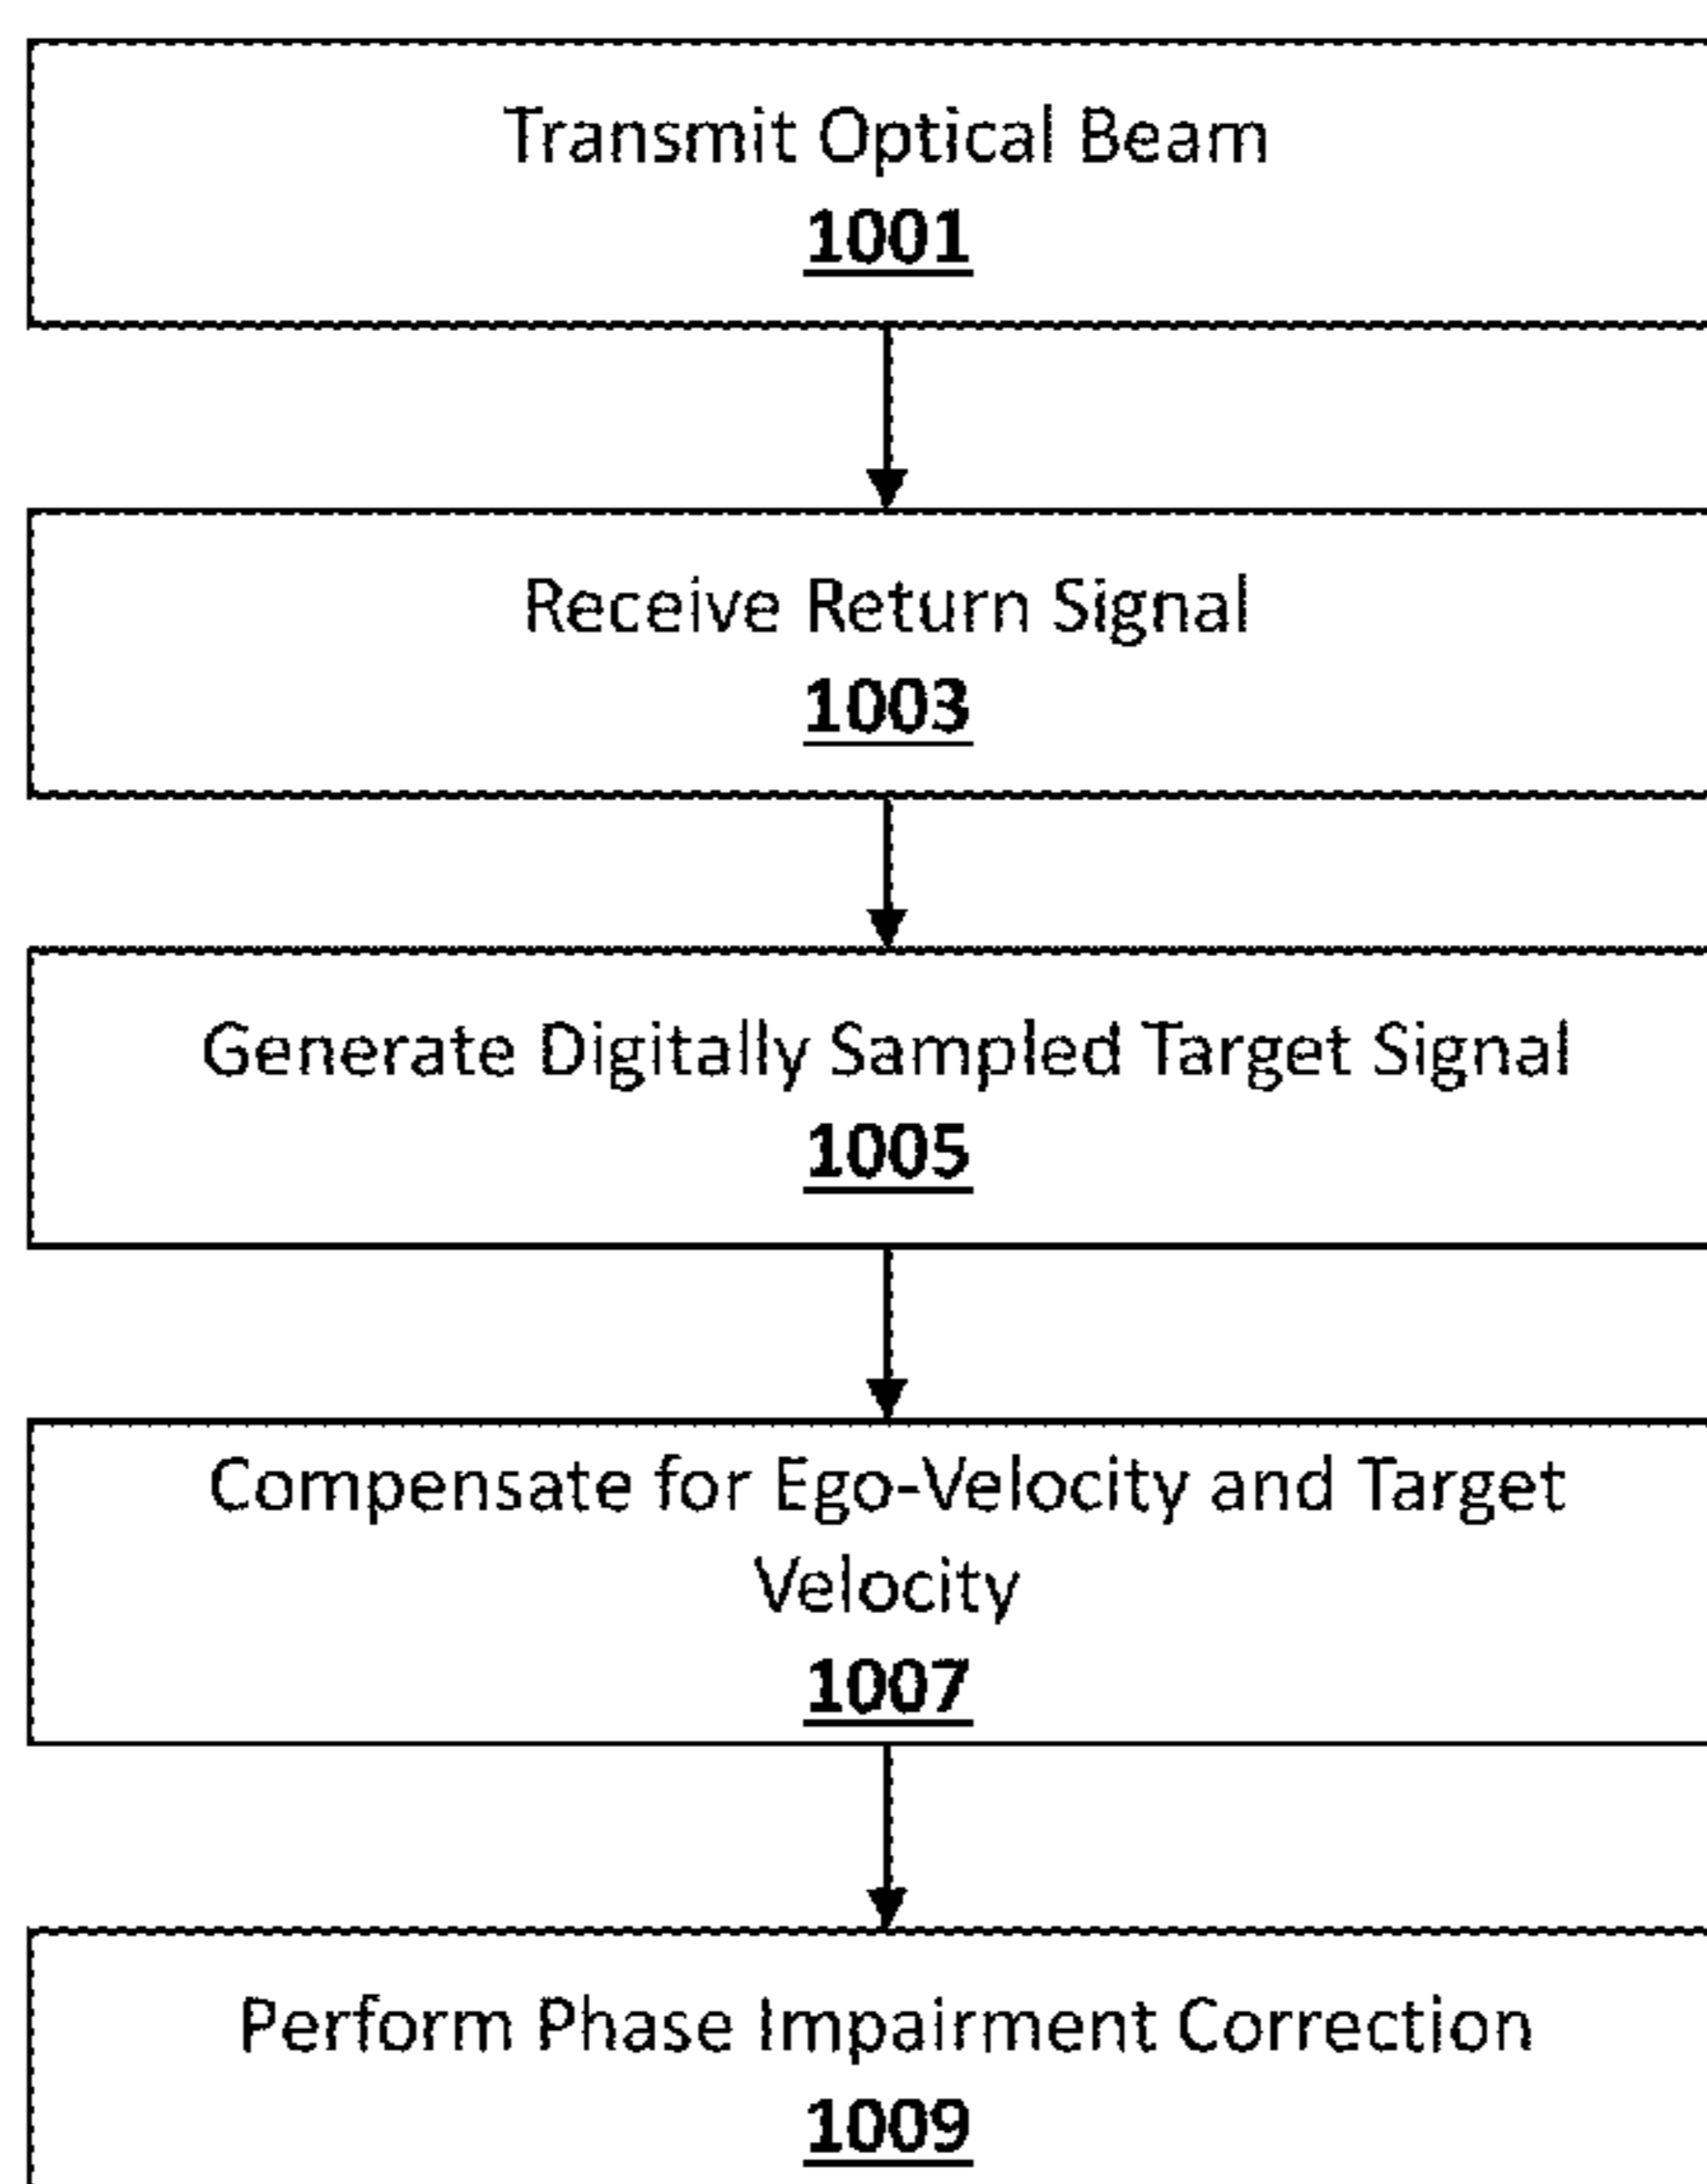 Transmit Optical Beam
1001
Receive Return Signal
1003
Generate Digitally Sampled Target Signal
1005
Compensate for Ego-Velocity and Target
Velocity
1007
Perform Phase Impairment Correction
1009